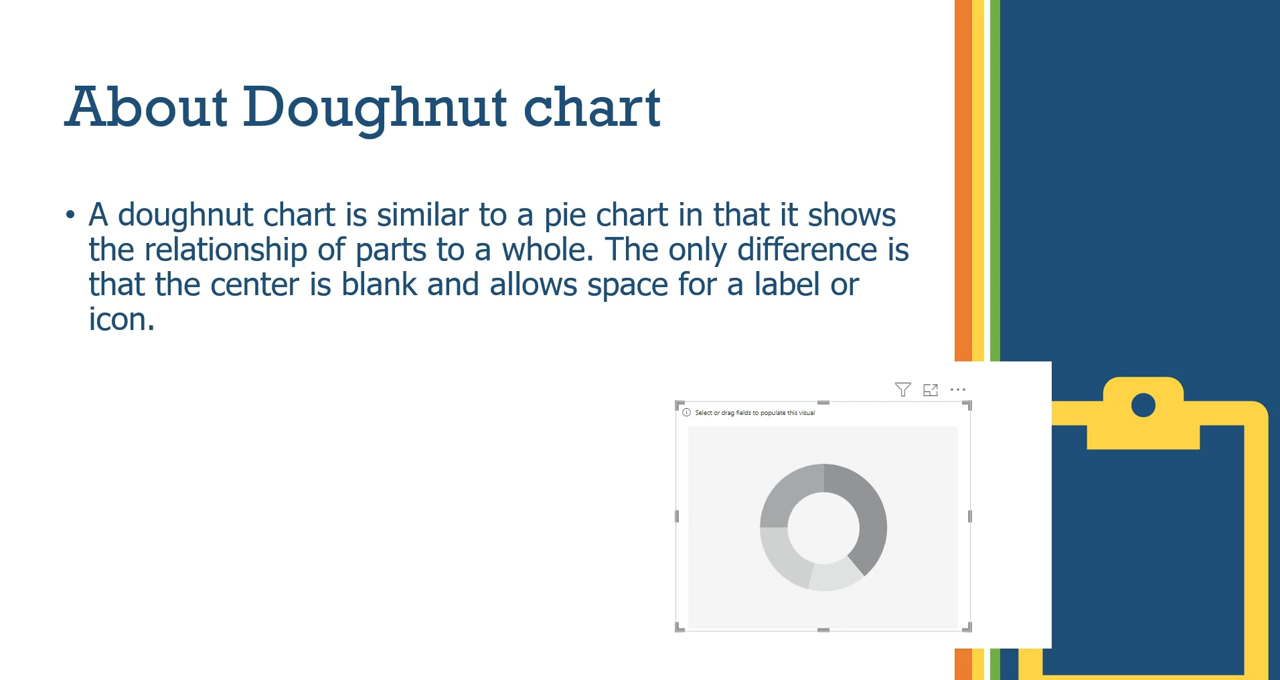 About Doughnut chart
• A doughnut chart is similar to a pie chart in that it shows
the relationship of parts to a whole. The only difference is
that the center is blank and allows space for a label or
icon.
Select or drag fields to populate this visual